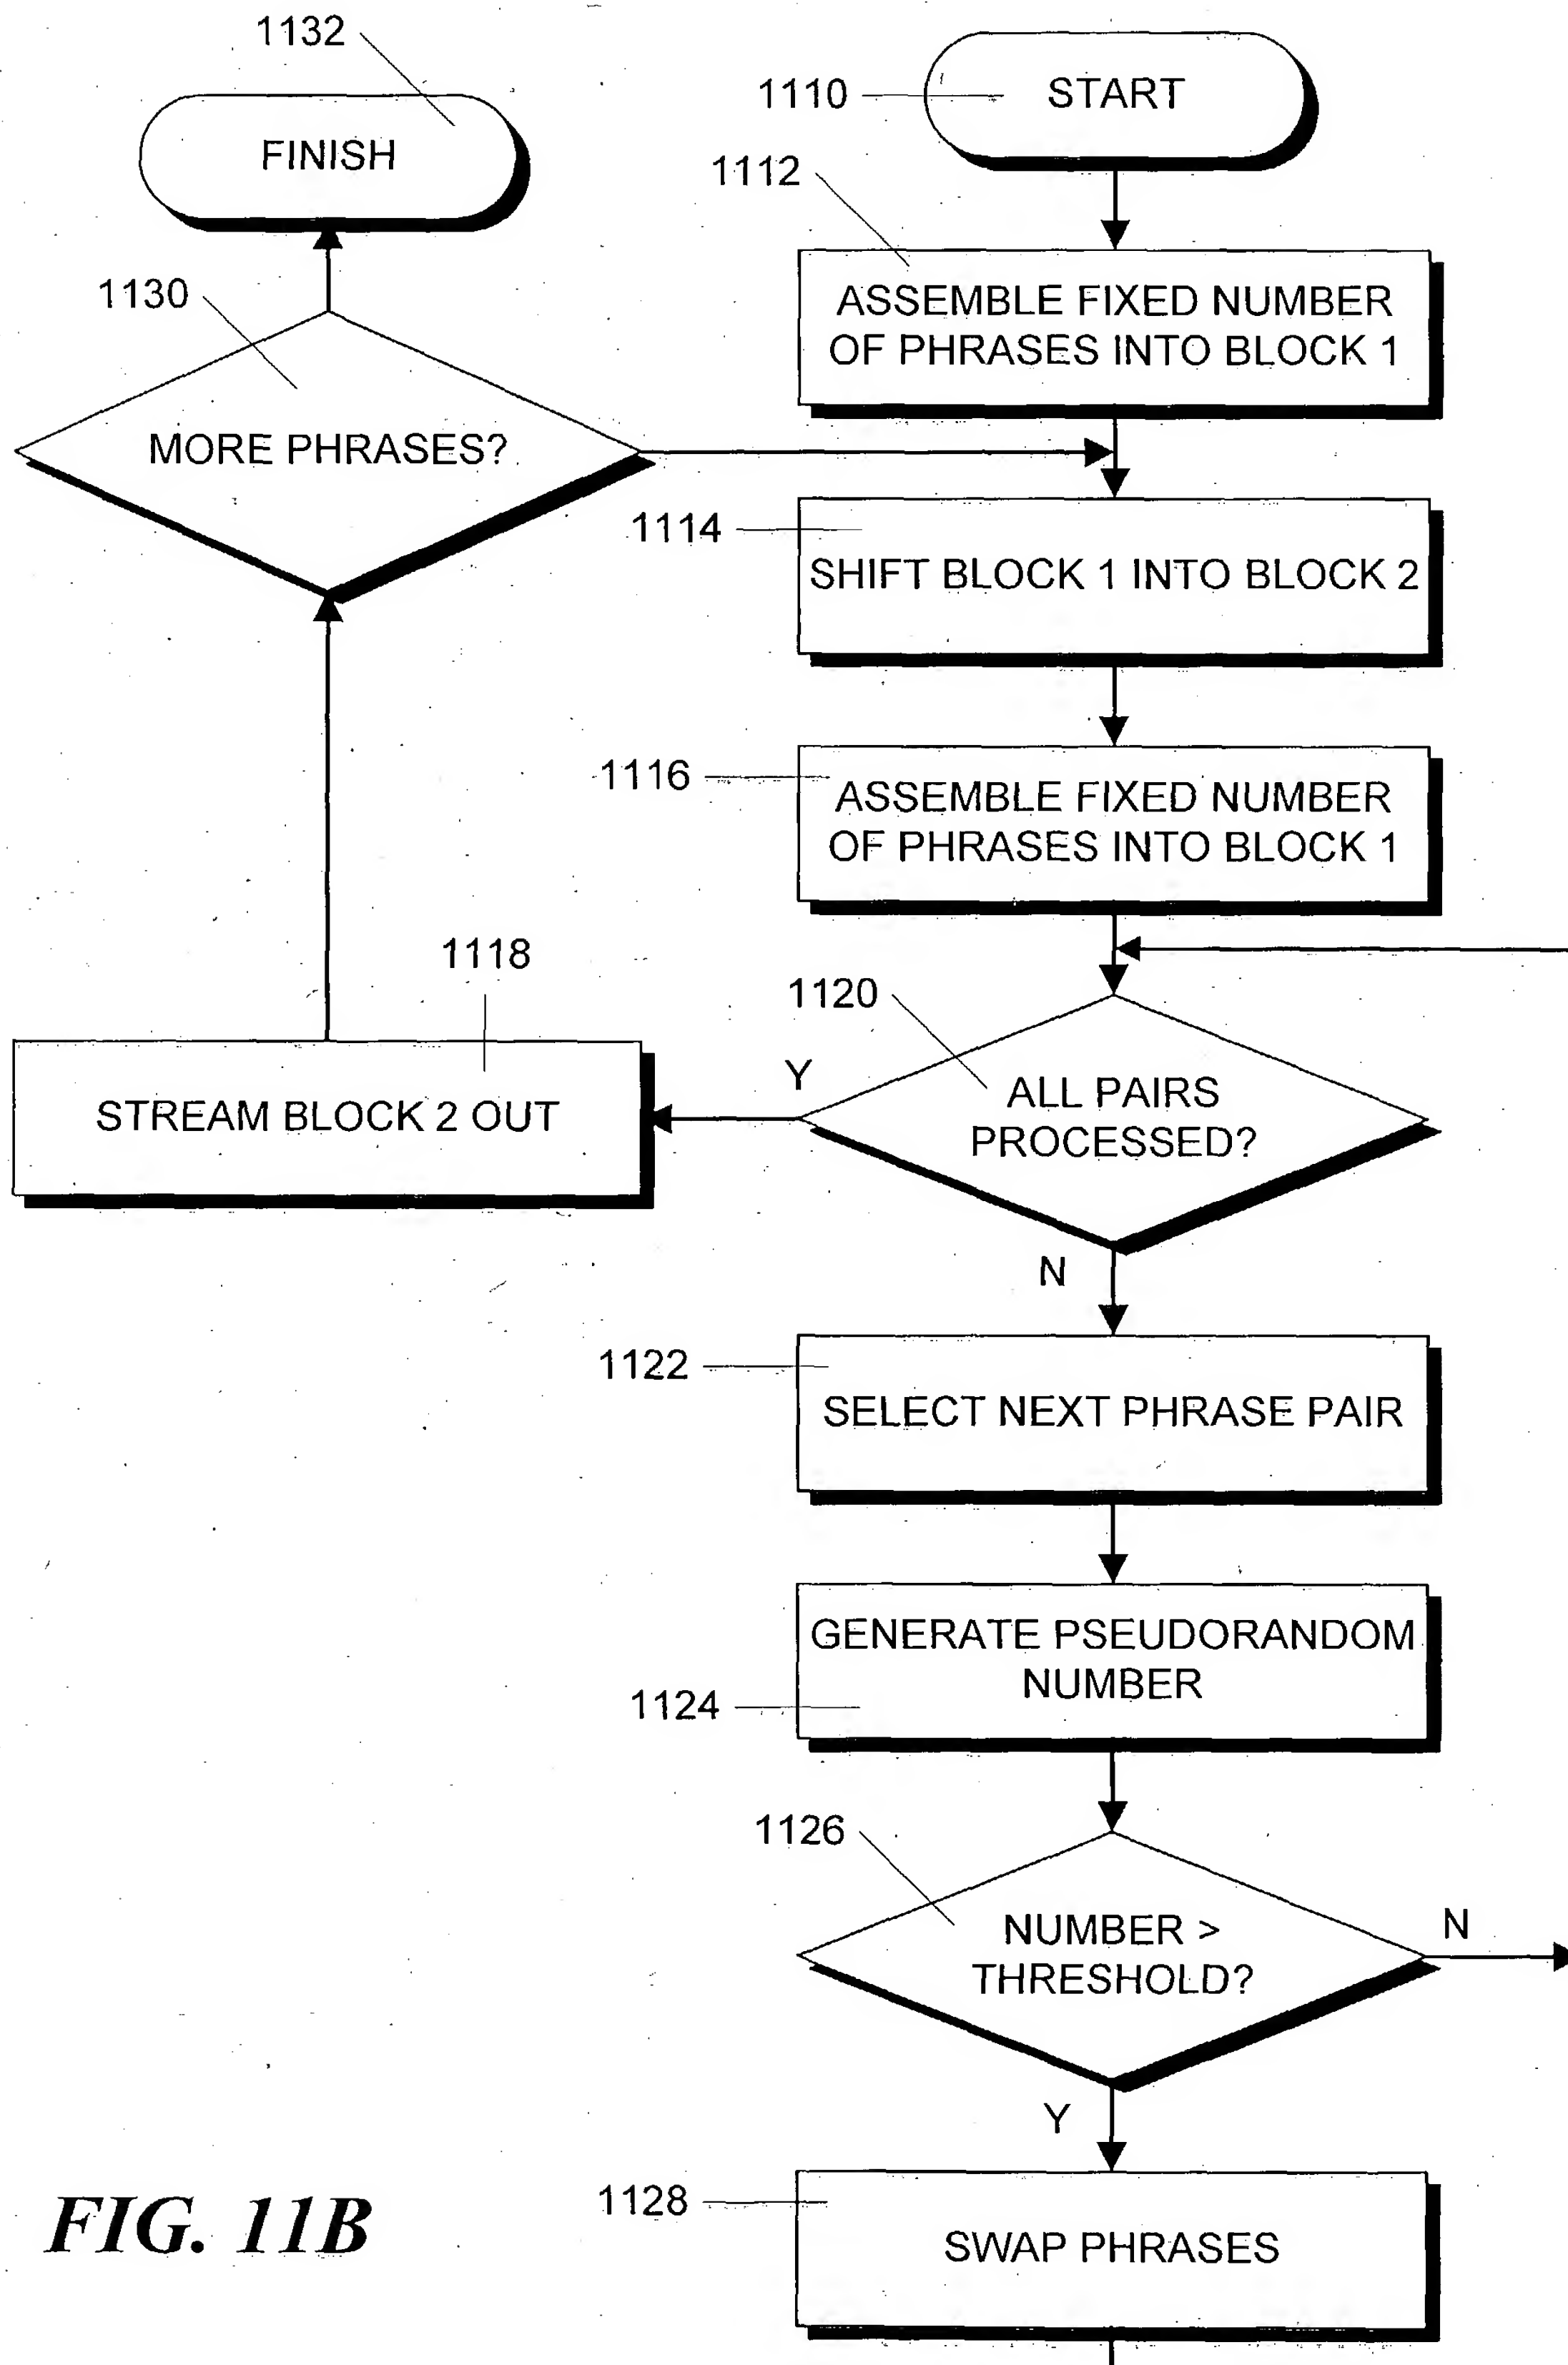 1132
FINISH
1110
START
1112
ASSEMBLE FIXED NUMBER
OF PHRASES INTO BLOCK 1
1130
MORE PHRASES?
1114
SHIFT BLOCK 1 INTO BLOCK 2
1116
ASSEMBLE FIXED NUMBER
OF PHRASES INTO BLOCK 1
1118
STREAM BLOCK 2 OUT
Y
1120
ALL PAIRS
PROCESSED?
N
1122
SELECT NEXT PHRASE PAIR
GENERATE PSEUDORANDOM
NUMBER
1124
1126
NUMBER >
THRESHOLD?
N
Y
1128
SWAP PHRASES
FIG. 11B